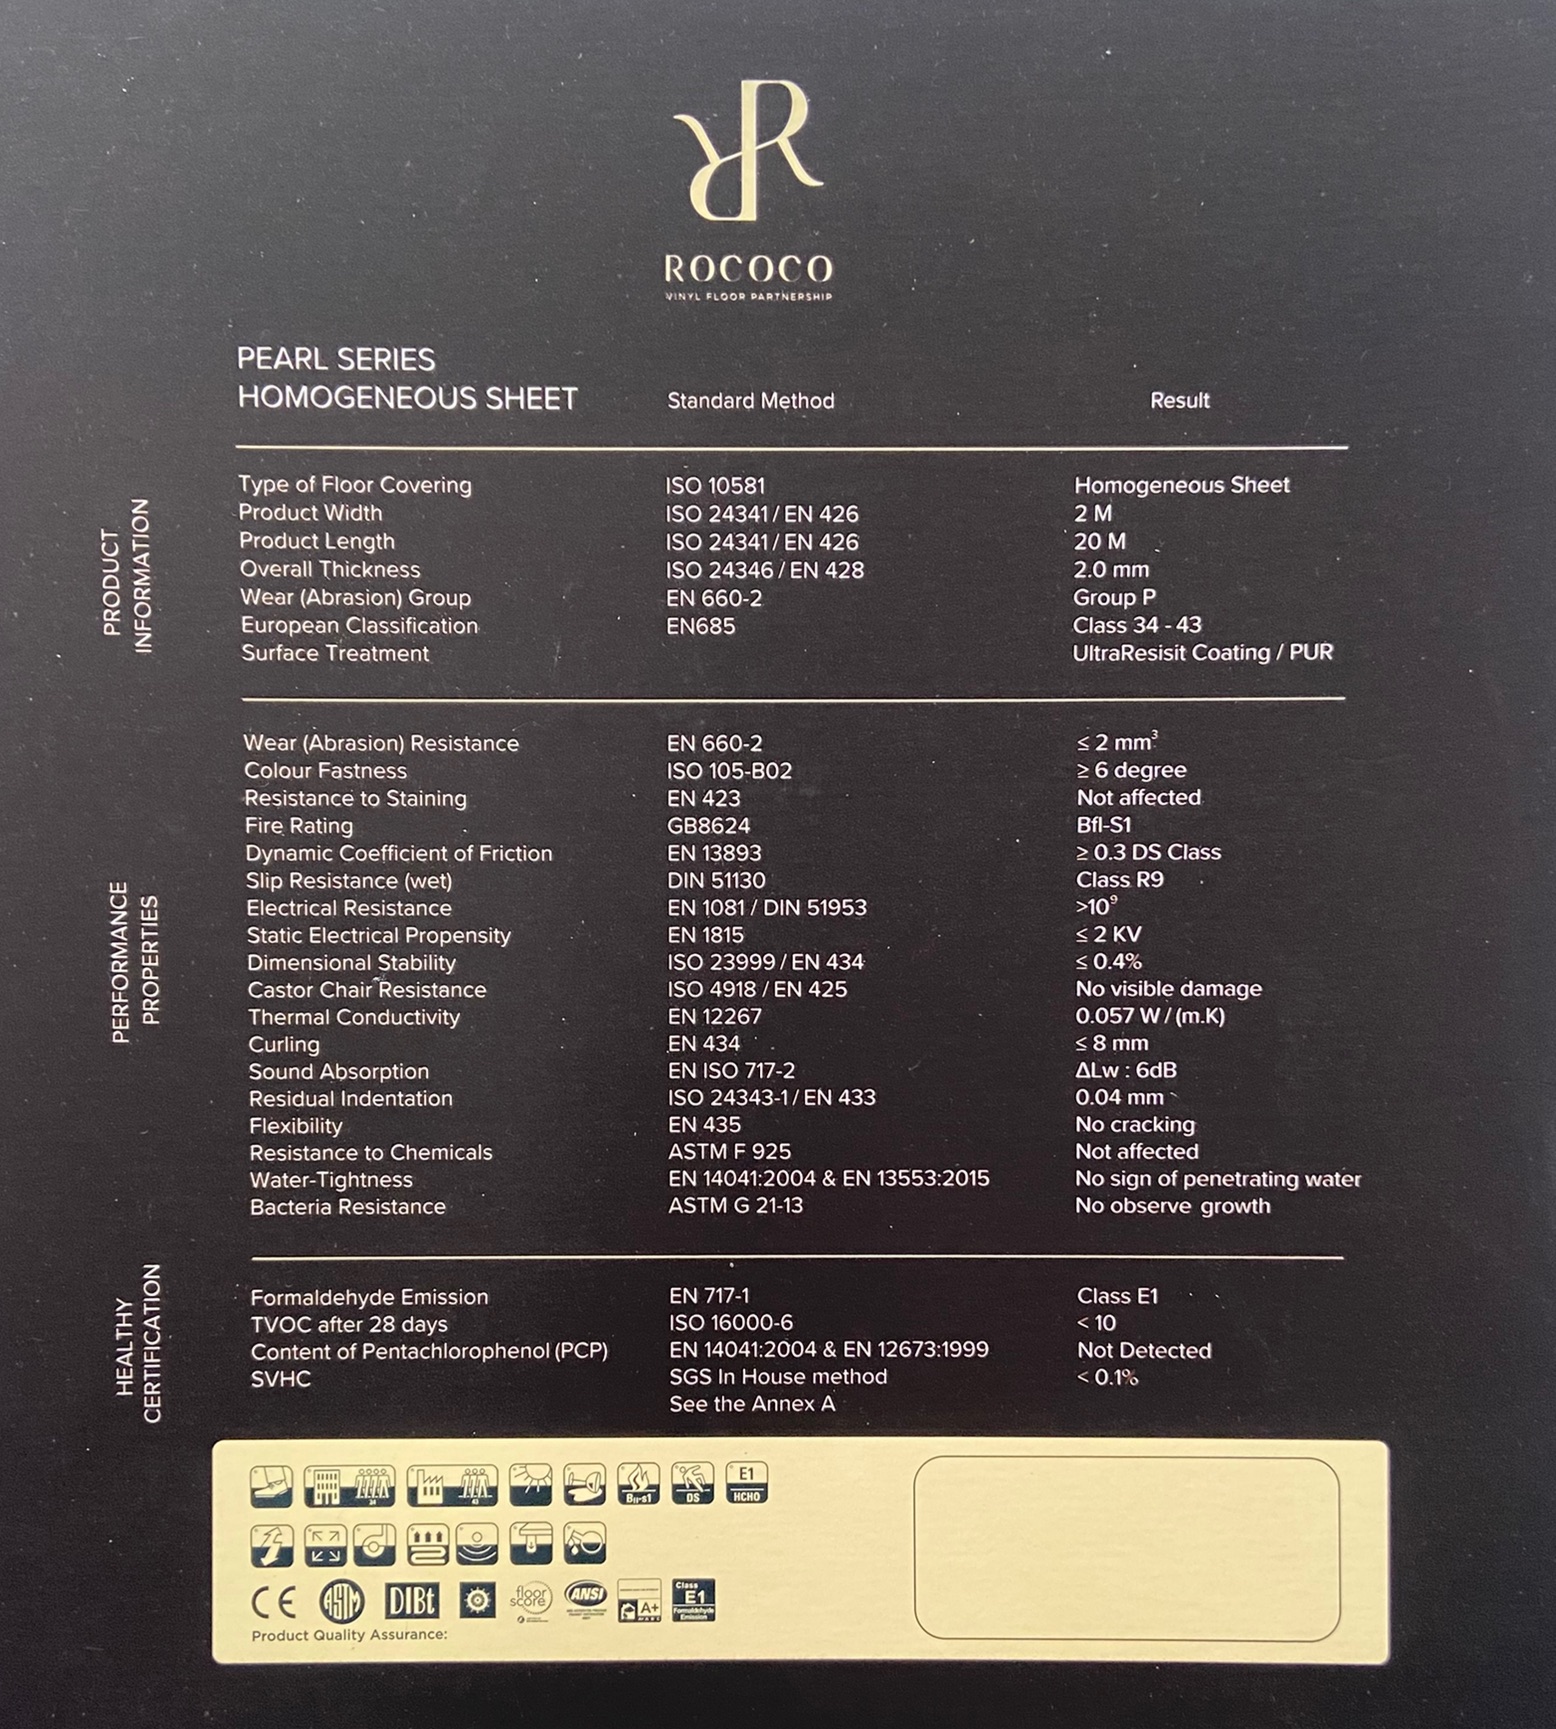 ROCOCO
VINYL FLOOR PARTNERSHIP
PEARL SERIES
HOMOGENEOUS SHEET Standard Method Result
PRODUCT
INFORMATION
Type of Floor Covering ISO 10581 Homogeneous Sheet
Product Width ISO 24341 / EN 426 2 M
Product Length ISO 24341 / EN 426 20 M
Overall Thickness ISO 24346 / EN 428 2.0 mm
Wear (Abrasion) Group EN 660-2 Group P
European Classification EN685 Class 34 - 43
Surface Treatment UltraResisit Coating / PUR
PERFORMANCE
PROPERTIES
Wear (Abrasion) Resistance EN 660-2 ≤ 2 mm³
Colour Fastness ISO 105-B02 ≥ 6 degree
Resistance to Staining EN 423 Not affected
Fire Rating GB8624 Bfl-S1
Dynamic Coefficient of Friction EN 13893 ≥ 0.3 DS Class
Slip Resistance (wet) DIN 51130 Class R9
Electrical Resistance EN 1081 / DIN 51953 >10⁹
Static Electrical Propensity EN 1815 ≤ 2 KV
Dimensional Stability ISO 23999 / EN 434 ≤ 0.4%
Castor Chair Resistance ISO 4918 / EN 425 No visible damage
Thermal Conductivity EN 12267 0.057 W / (m.K)
Curling EN 434 ≤ 8 mm
Sound Absorption EN ISO 717-2 ΔLw : 6dB
Residual Indentation ISO 24343-1 / EN 433 0.04 mm
Flexibility EN 435 No cracking
Resistance to Chemicals ASTM F 925 Not affected
Water-Tightness EN 14041:2004 & EN 13553:2015 No sign of penetrating water
Bacteria Resistance ASTM G 21-13 No observe growth
HEALTHY
CERTIFICATION
Formaldehyde Emission EN 717-1 Class E1
TVOC after 28 days ISO 16000-6 < 10
Content of Pentachlorophenol (PCP) EN 14041:2004 & EN 12673:1999 Not Detected
SVHC SGS In House method < 0.1%
See the Annex A
34 43 Bfl-s1 DS E1 HCHO
CE ASTM DIBt floor score ANSI A+ Class E1 Formaldehyde Emission
Product Quality Assurance: